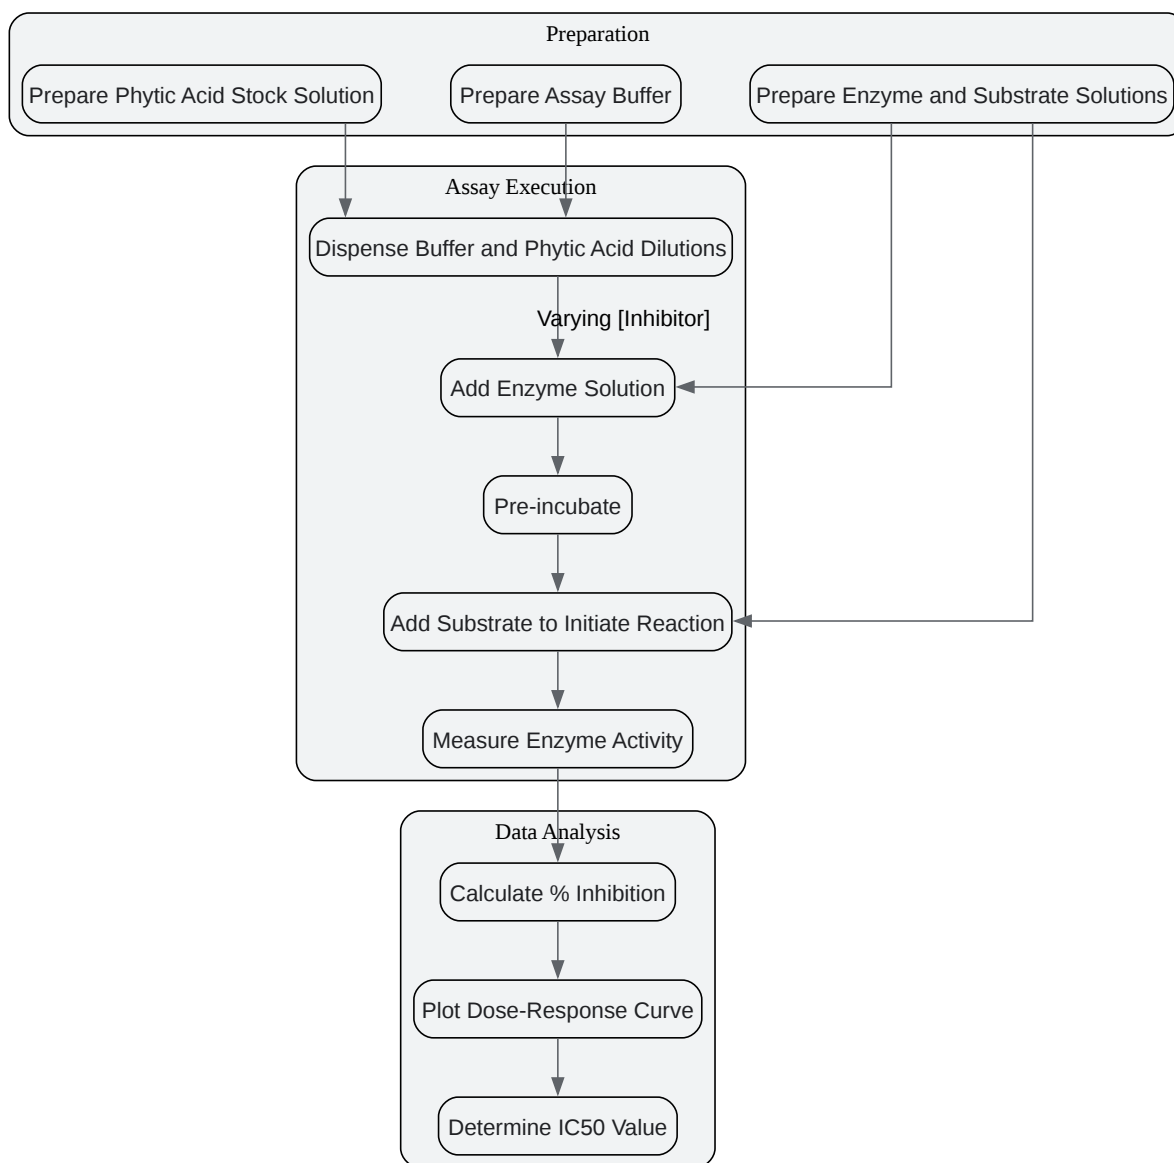 Preparation
Prepare Phytic Acid Stock Solution
Prepare Assay Buffer
Prepare Enzyme and Substrate Solutions
Assay Execution
Dispense Buffer and Phytic Acid Dilutions
Varying [Inhibitor]
Add Enzyme Solution
Pre-incubate
Add Substrate to Initiate Reaction
Measure Enzyme Activity
Data Analysis
Calculate % Inhibition
Plot Dose-Response Curve
Determine IC50 Value